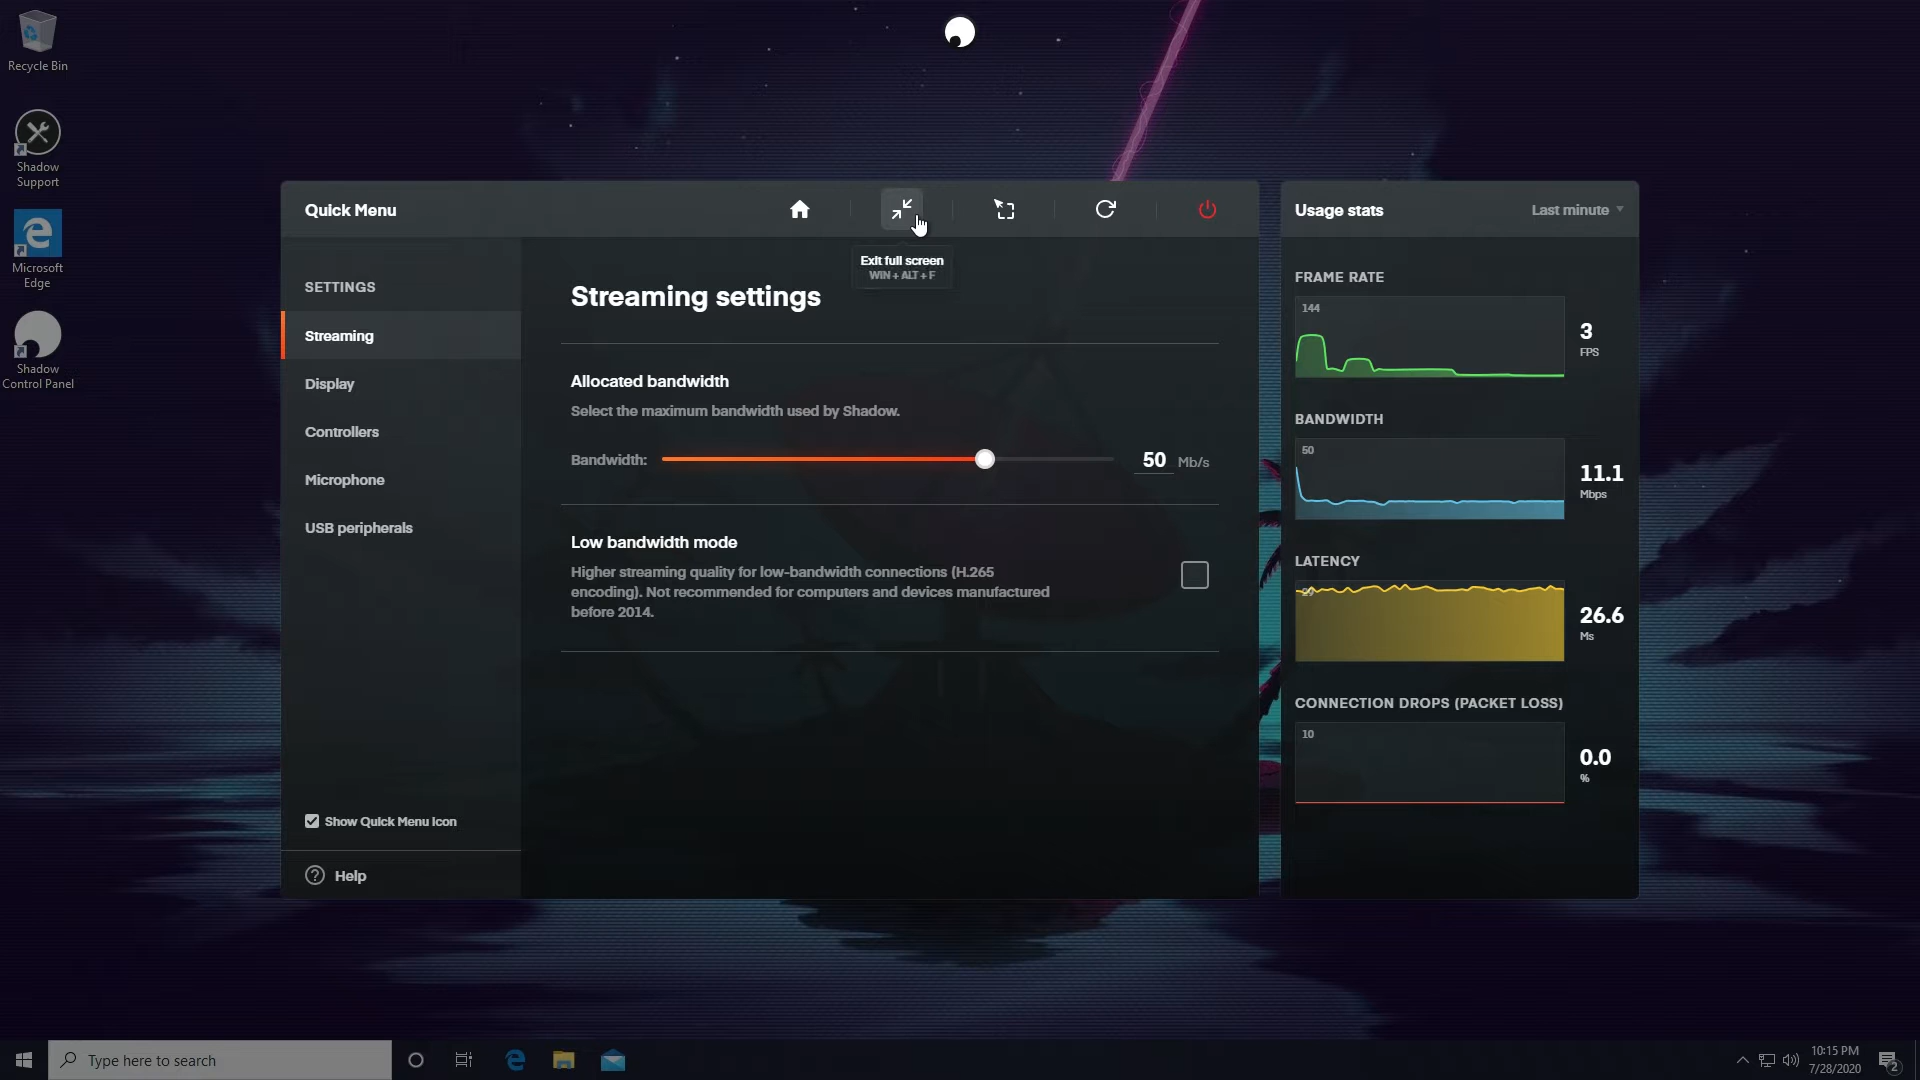 Recycle Bin
Shadow
Support
Microsoft
Edge
Shadow
Control Panel
Quick Menu
Exit full screen
WIN + ALT + F
SETTINGS
Streaming
Display
Controllers
Microphone
USB peripherals
Show Quick Menu Icon
Help
Streaming settings
Allocated bandwidth
Select the maximum bandwidth used by Shadow.
Bandwidth: 50 Mb/s
Low bandwidth mode
Higher streaming quality for low-bandwidth connections (H.265
encoding). Not recommended for computers and devices manufactured
before 2014.
Usage stats Last minute
FRAME RATE
144
3
FPS
BANDWIDTH
50
11.1
Mbps
LATENCY
26.6
Ms
CONNECTION DROPS (PACKET LOSS)
10
0.0
%
Type here to search
10:15 PM
7/28/2020
2